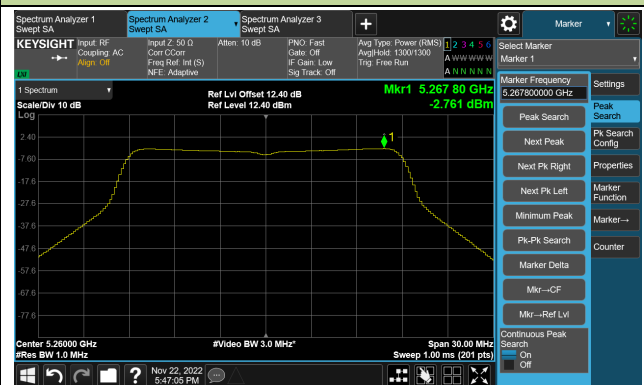 Spectrum Analyzer 1
Swept SA
Spectrum Analyzer 2
Swept SA
Spectrum Analyzer 3
Swept SA
Marker
KEYSIGHT
Input: RF
Coupling: AC
Align: Off
Input Z: 50 Ω
Corr CCorr
Freq Ref: Int (S)
NFE: Adaptive
Atten: 10 dB
PNO: Fast
Gate: Off
IF Gain: Low
Sig Track: Off
Avg Type: Power (RMS)
Avg|Hold: 1300/1300
Trig: Free Run
1 2 3 4 5 6
A W W W W W
A N N N N N
LXI
Select Marker
Marker 1
1 Spectrum
Scale/Div 10 dB
Log
Ref Lvl Offset 12.40 dB
Ref Level 12.40 dBm
Mkr1 5.267 80 GHz
-2.761 dBm
2.40
-7.60
-17.6
-27.6
-37.6
-47.6
-57.6
-67.6
-77.6
1
Center 5.26000 GHz
#Res BW 1.0 MHz
#Video BW 3.0 MHz*
Span 30.00 MHz
Sweep 1.00 ms (201 pts)
Marker Frequency
5.267800000 GHz
Peak Search
Next Peak
Next Pk Right
Next Pk Left
Minimum Peak
Pk-Pk Search
Marker Delta
Mkr→CF
Mkr→Ref Lvl
Continuous Peak
Search
On
Off
Settings
Peak
Search
Pk Search
Config
Properties
Marker
Function
Marker→
Counter
?
Nov 22, 2022
5:47:05 PM